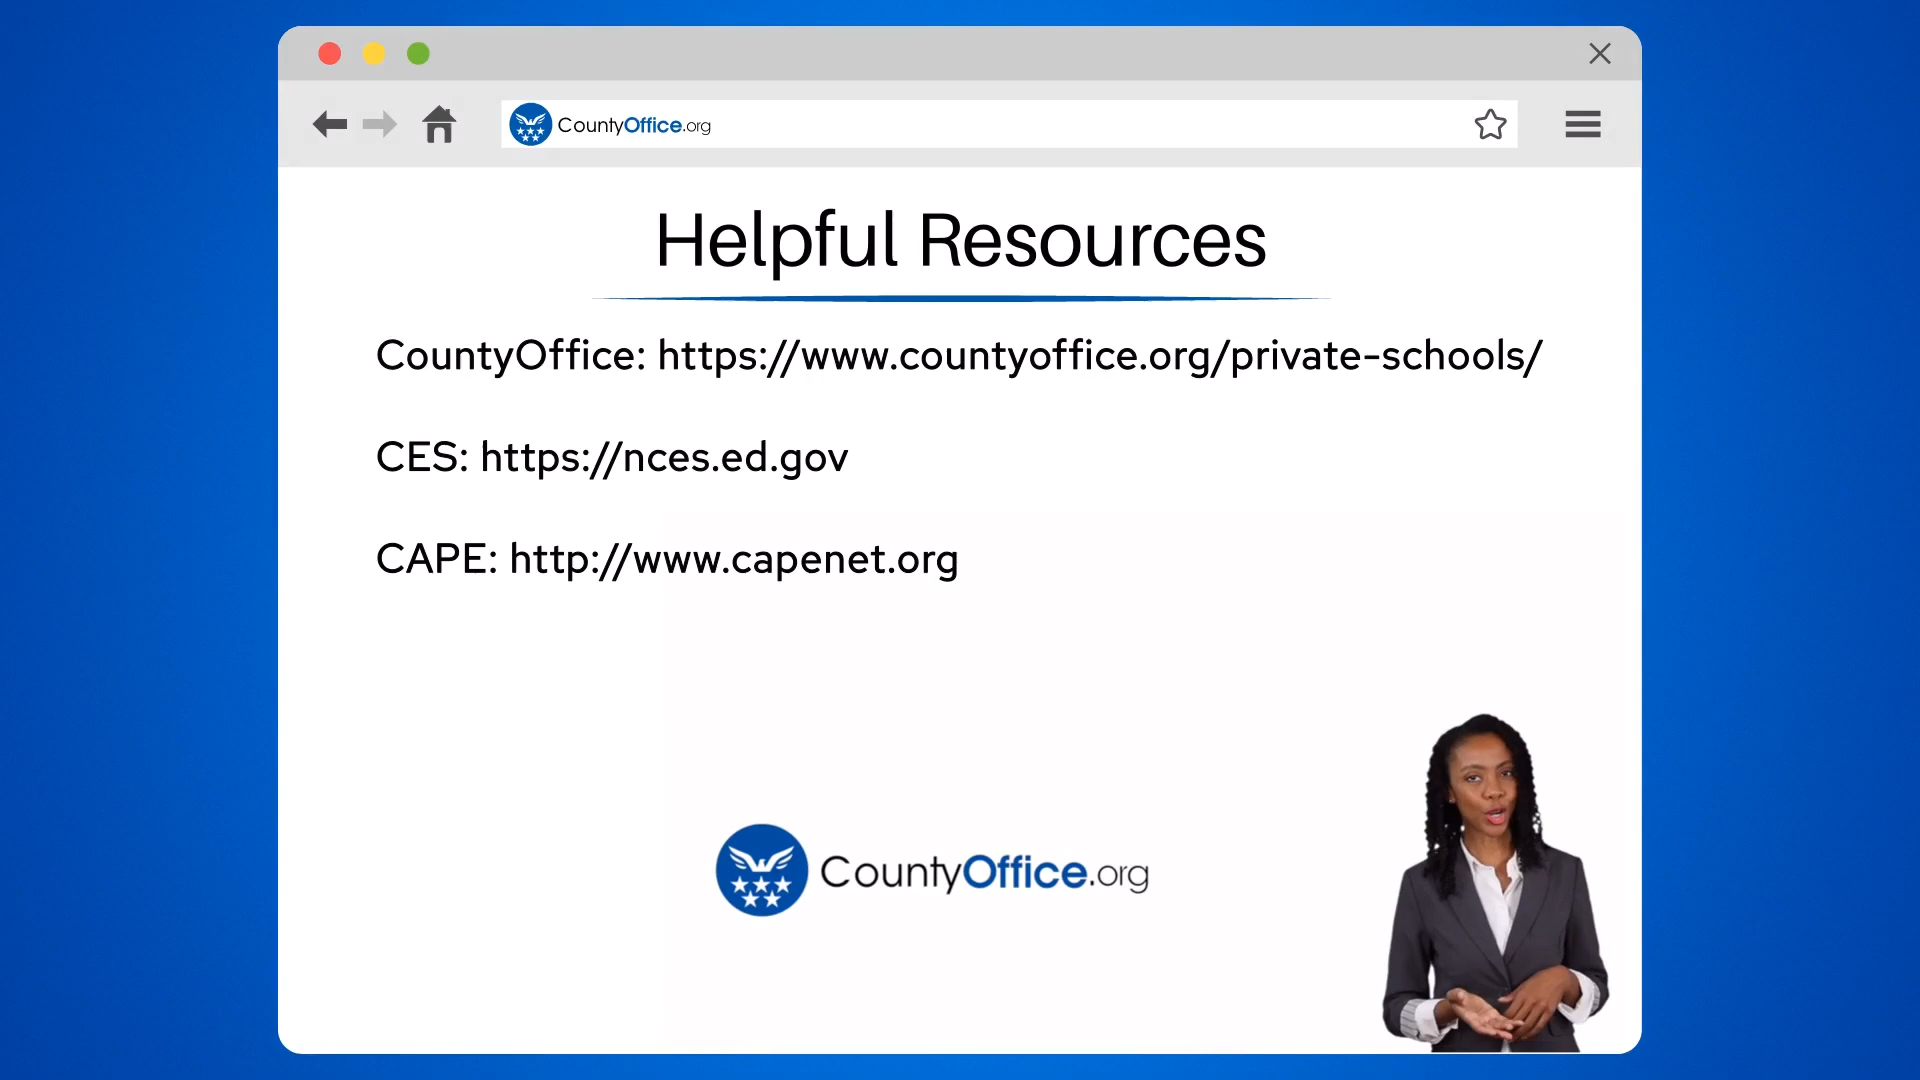 CountyOffice.org
Helpful Resources
CountyOffice: https://www.countyoffice.org/private-schools/
CES: https://nces.ed.gov
CAPE: http://www.capenet.org
CountyOffice.org